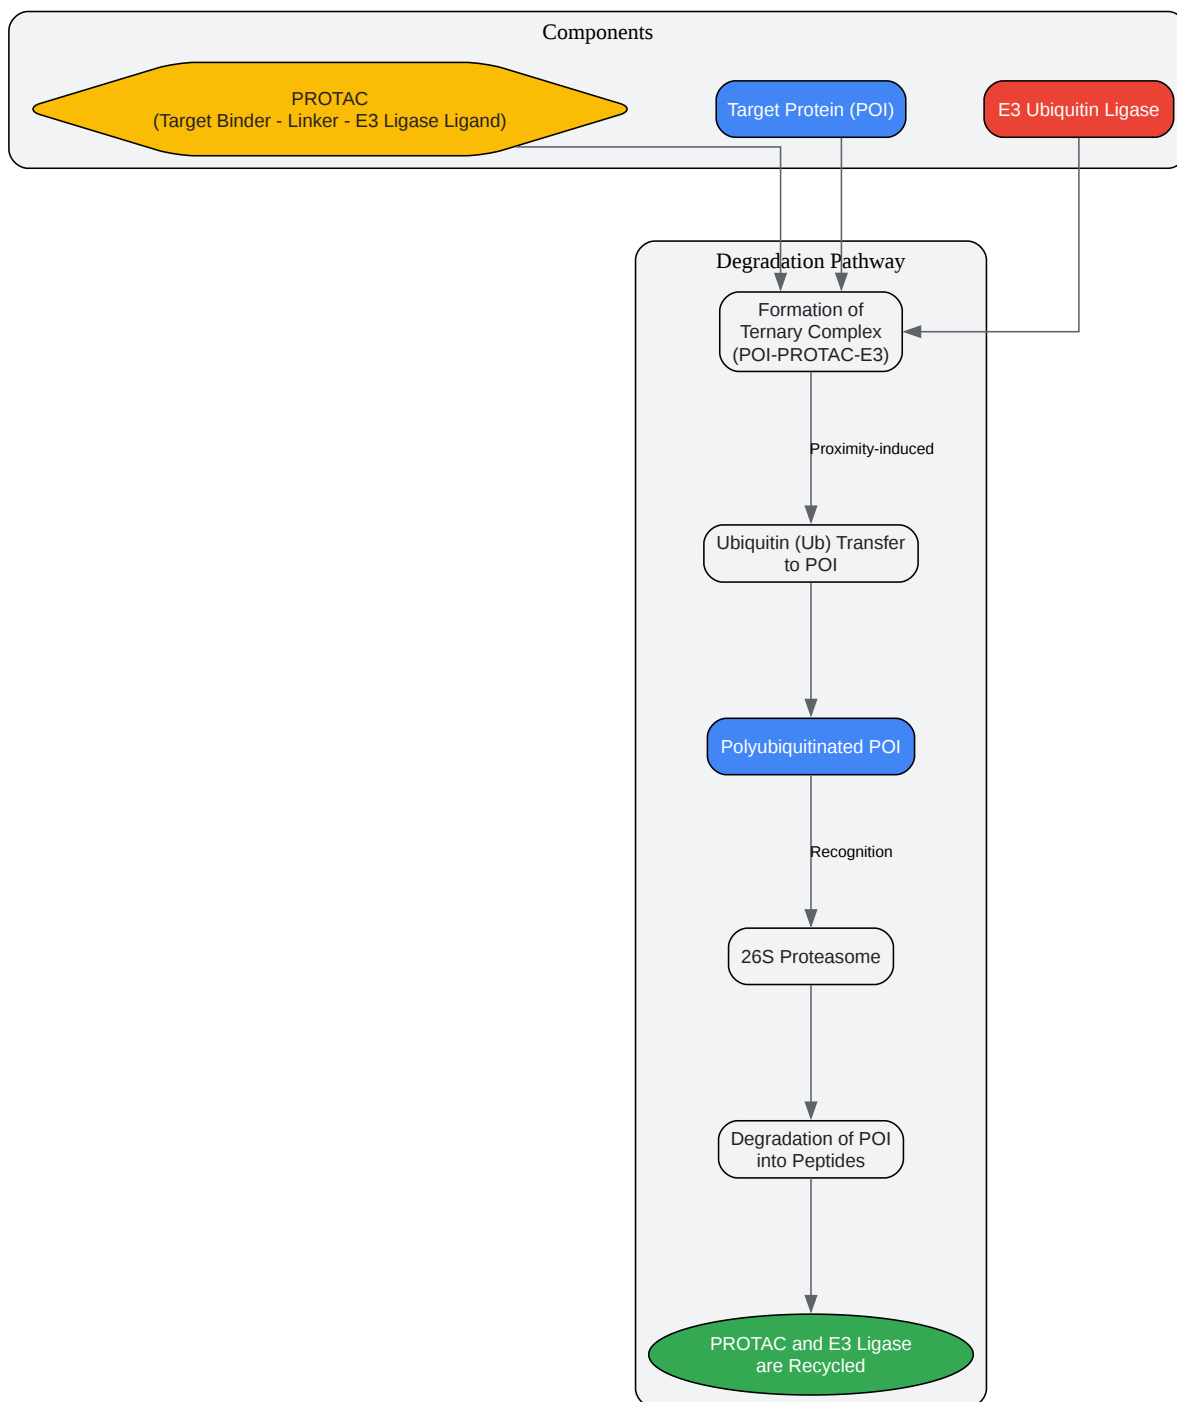 Components
PROTAC
(Target Binder - Linker - E3 Ligase Ligand)
Target Protein (POI)
E3 Ubiquitin Ligase
Degradation Pathway
Formation of
Ternary Complex
(POI-PROTAC-E3)
Proximity-induced
Ubiquitin (Ub) Transfer
to POI
Polyubiquitinated POI
Recognition
26S Proteasome
Degradation of POI
into Peptides
PROTAC and E3 Ligase
are Recycled